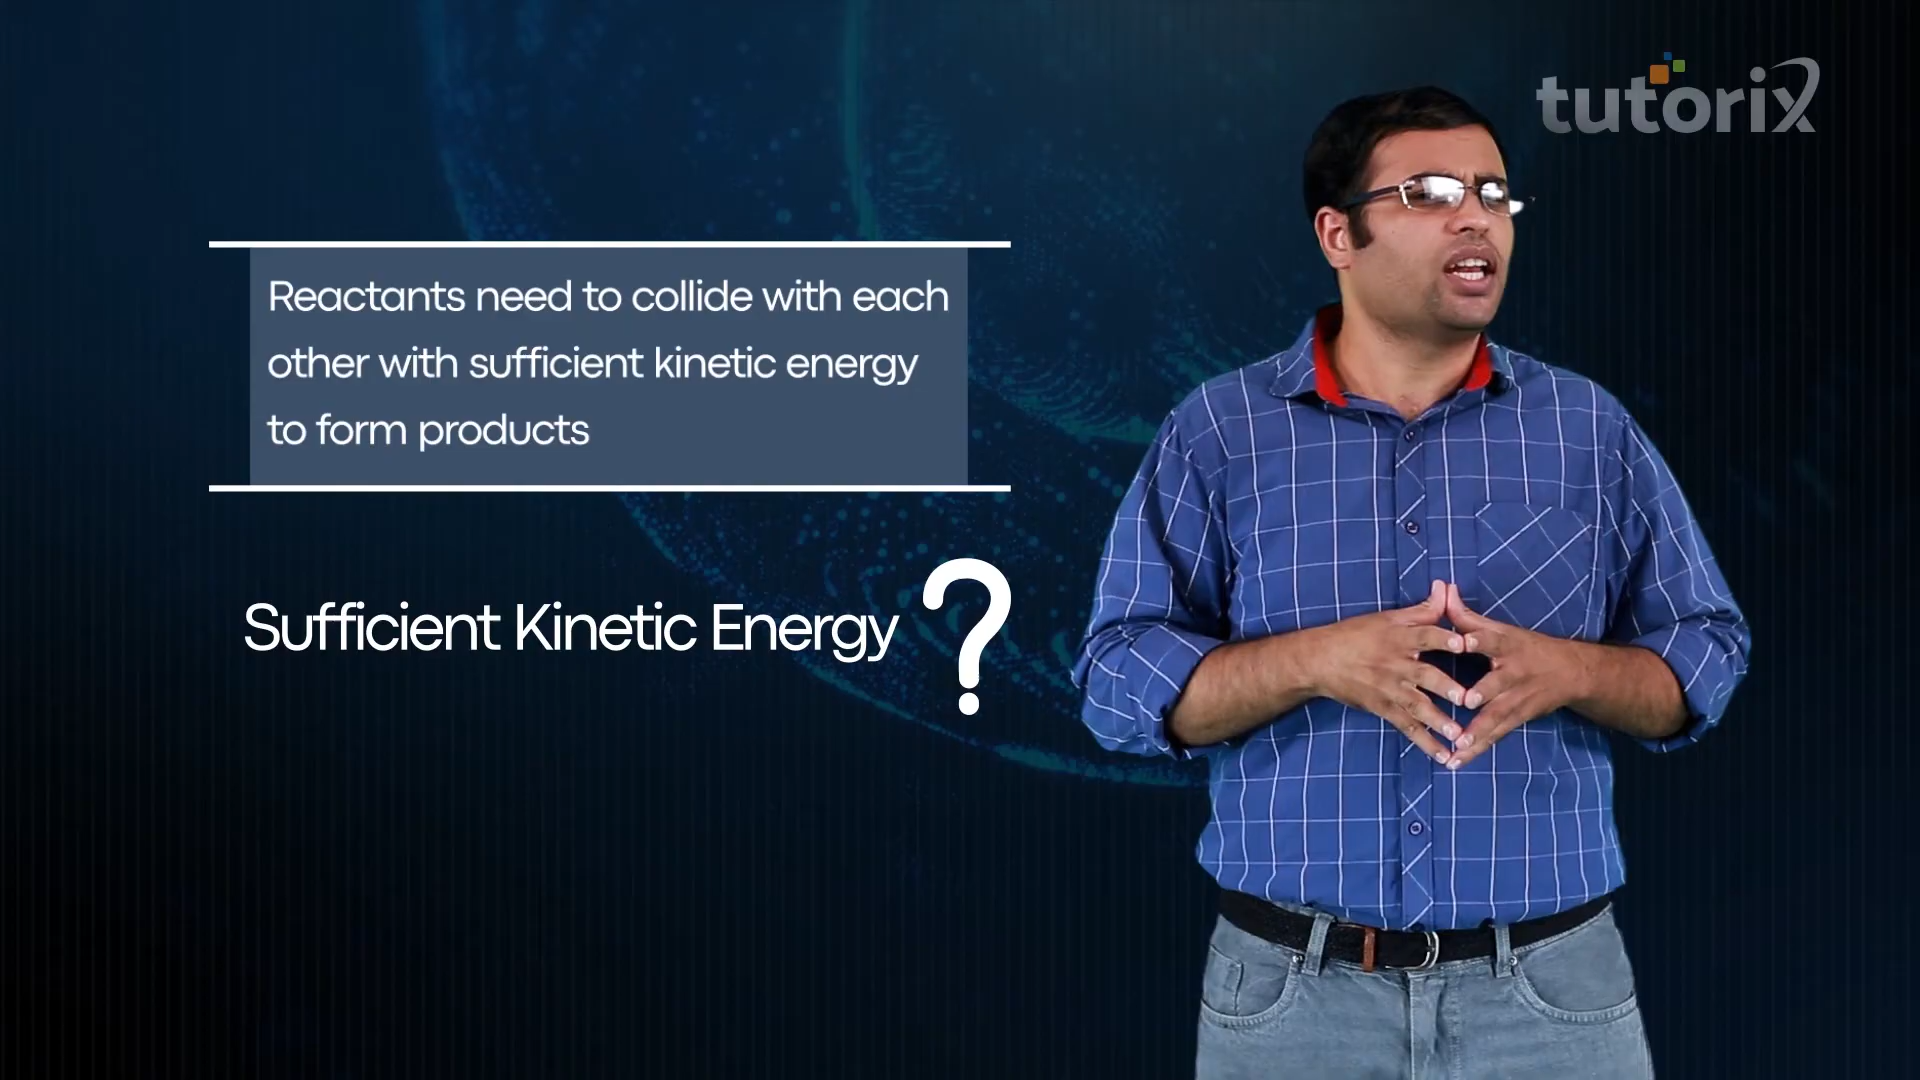 tutorix
Reactants need to collide with each
other with sufficient kinetic energy
to form products
Sufficient Kinetic Energy ?